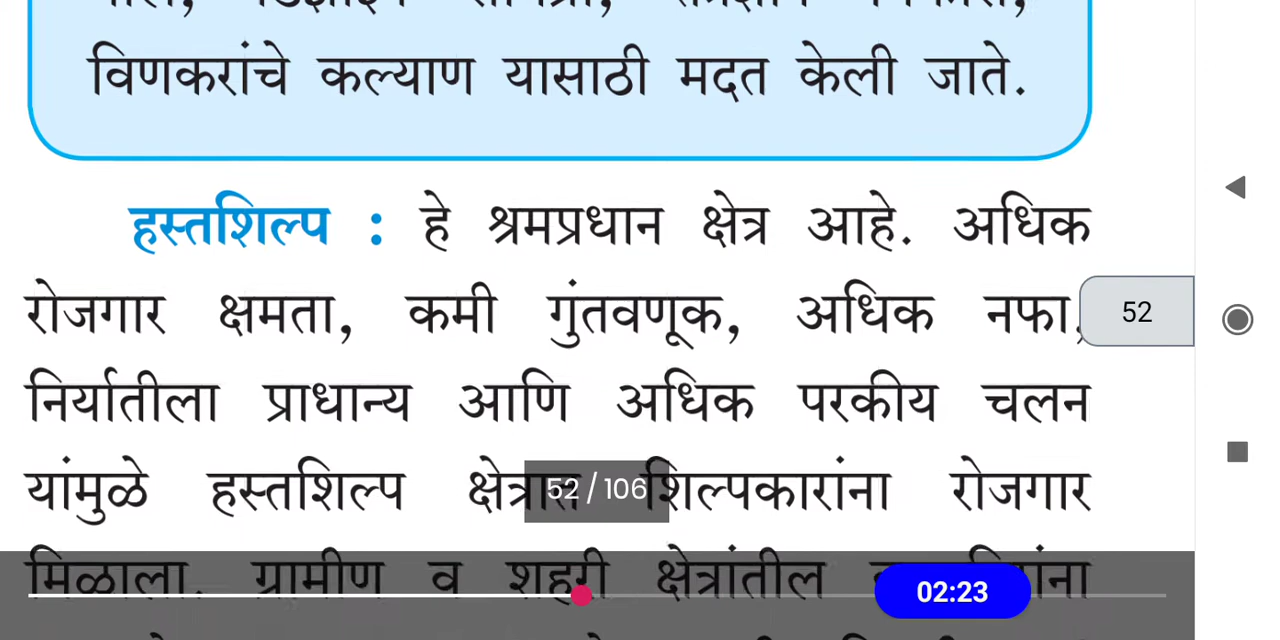 विणकरांचे कल्याण यासाठी मदत केली जाते.
हस्तशिल्प : हे श्रमप्रधान क्षेत्र आहे. अधिक
रोजगार क्षमता, कमी गुंतवणूक, अधिक नफा,
52
निर्यातीला प्राधान्य आणि अधिक परकीय चलन
यांमुळे हस्तशिल्प क्षेत्रास शिल्पकारांना रोजगार
52 / 106
मिळाला. ग्रामीण व शहरी क्षेत्रांतील
02:23